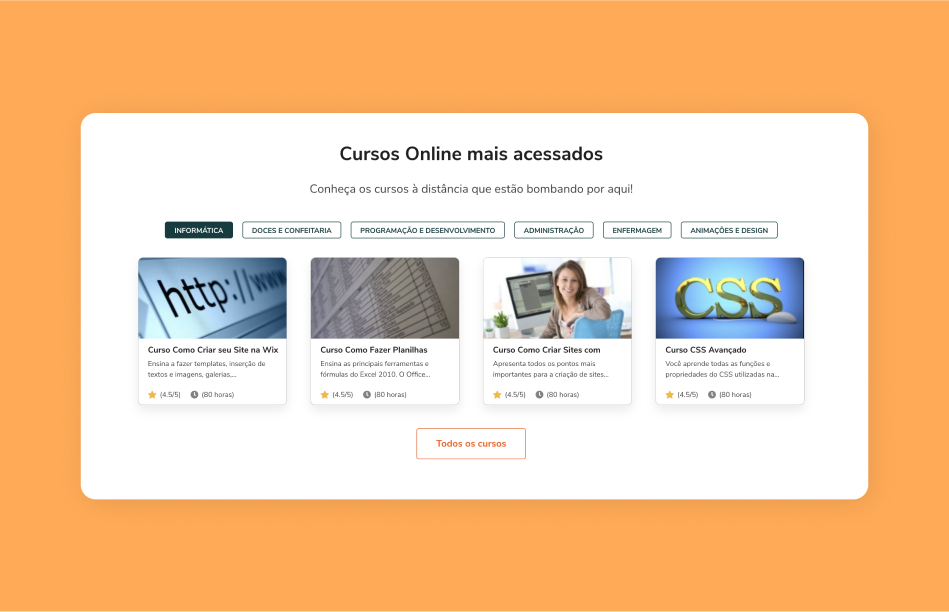 Cursos Online mais acessados
Conheça os cursos à distância que estão bombando por aqui!
INFORMÁTICA
DOCES E CONFEITARIA
PROGRAMAÇÃO E DESENVOLVIMENTO
ADMINISTRAÇÃO
ENFERMAGEM
ANIMAÇÕES E DESIGN
http://www
Curso Como Criar seu Site na Wix
Ensina a fazer templates, inserção de
textos e imagens, galerias,...
(4.5/5) (80 horas)
Curso Como Fazer Planilhas
Ensina as principais ferramentas e
fórmulas do Excel 2010. O Office...
(4.5/5) (80 horas)
Curso Como Criar Sites com
Apresenta todos os pontos mais
importantes para a criação de sites...
(4.5/5) (80 horas)
CSS
Curso CSS Avançado
Você aprende todas as funções e
propriedades do CSS utilizadas na...
(4.5/5) (80 horas)
Todos os cursos